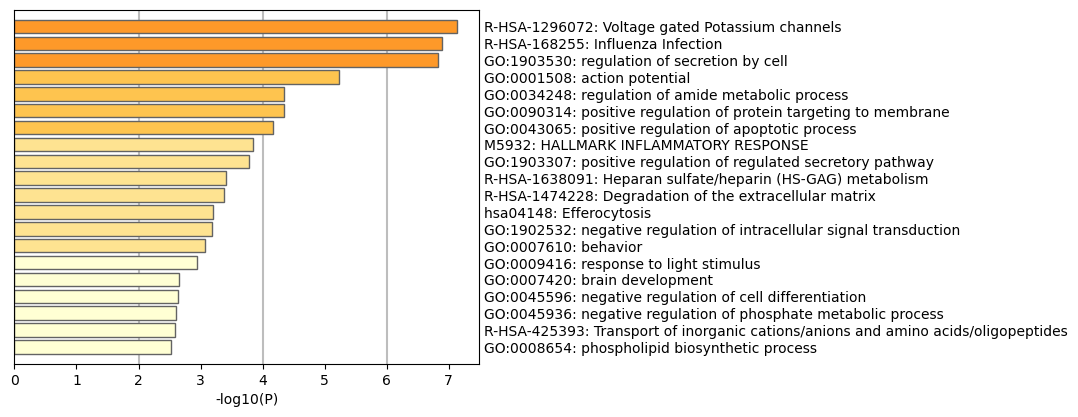 R-HSA-1296072: Voltage gated Potassium channels
R-HSA-168255: Influenza Infection
GO:1903530: regulation of secretion by cell
GO:0001508: action potential
GO:0034248: regulation of amide metabolic process
GO:0090314: positive regulation of protein targeting to membrane
GO:0043065: positive regulation of apoptotic process
M5932: HALLMARK INFLAMMATORY RESPONSE
GO:1903307: positive regulation of regulated secretory pathway
R-HSA-1638091: Heparan sulfate/heparin (HS-GAG) metabolism
R-HSA-1474228: Degradation of the extracellular matrix
hsa04148: Efferocytosis
GO:1902532: negative regulation of intracellular signal transduction
GO:0007610: behavior
GO:0009416: response to light stimulus
GO:0007420: brain development
GO:0045596: negative regulation of cell differentiation
GO:0045936: negative regulation of phosphate metabolic process
R-HSA-425393: Transport of inorganic cations/anions and amino acids/oligopeptides
GO:0008654: phospholipid biosynthetic process
0 1 2 3 4 5 6 7
-log10(P)